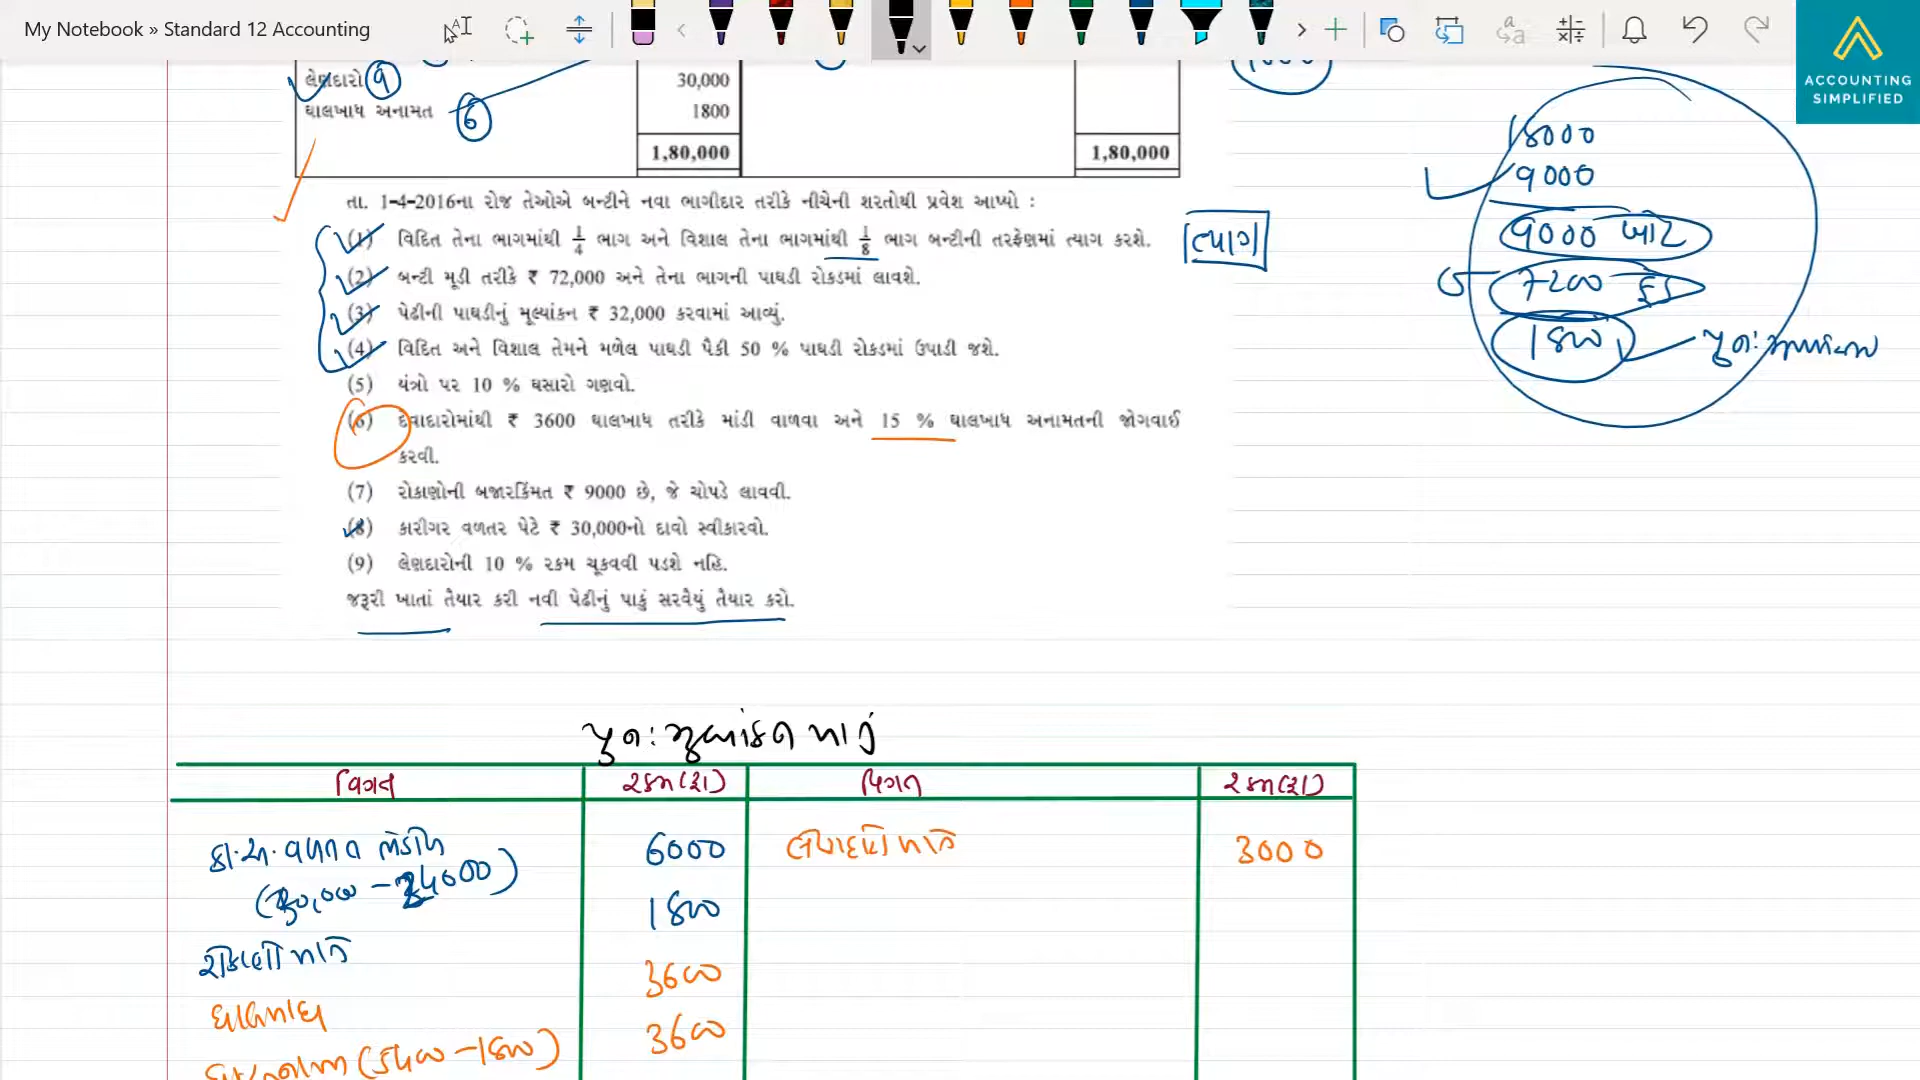 My Notebook » Standard 12 Accounting
ACCOUNTING
SIMPLIFIED
લેણદારો 9 30,000
ઘાલખાધ અનામત 6 1800
1,80,000 1,80,000
તા. 1-4-2016ના રોજ તેઓએ બન્ટીને નવા ભાગીદાર તરીકે નીચેની શરતોથી પ્રવેશ આપ્યો :
(1) વિદિત તેના ભાગમાંથી 1/4 ભાગ અને વિશાલ તેના ભાગમાંથી 1/8 ભાગ બન્ટીની તરફેણમાં ત્યાગ કરશે.
ત્યાગ
(2) બન્ટી મૂડી તરીકે ₹ 72,000 અને તેના ભાગની પાઘડી રોકડમાં લાવશે.
(3) પેઢીની પાઘડીનું મૂલ્યાંકન ₹ 32,000 કરવામાં આવ્યું.
(4) વિદિત અને વિશાલ તેમને મળેલ પાઘડી પૈકી 50 % પાઘડી રોકડમાં ઉપાડી જશે.
(5) યંત્રો પર 10 % ઘસારો ગણવો.
(6) દેવાદારોમાંથી ₹ 3600 ઘાલખાધ તરીકે માંડી વાળવા અને 15 % ઘાલખાધ અનામતની જોગવાઈ
કરવી.
(7) રોકાણોની બજારકિંમત ₹ 9000 છે, જે ચોપડે લાવવી.
(8) કારીગર વળતર પેટે ₹ 30,000નો દાવો સ્વીકારવો.
(9) લેણદારોની 10 % રકમ ચૂકવવી પડશે નહિ.
જરૂરી ખાતાં તૈયાર કરી નવી પેઢીનું પાકું સરવૈયું તૈયાર કરો.
18000
9000
9000 ખોટ
7200
1800
પુનઃમૂલ્યાંકન ખાતું
વિગત રકમ(રૂ।) વિગત રકમ(રૂ।)
6000 3000
1800
રોકાણો ખાતે
3600
ઘાલખાધ
3600
(5400 – 1800)